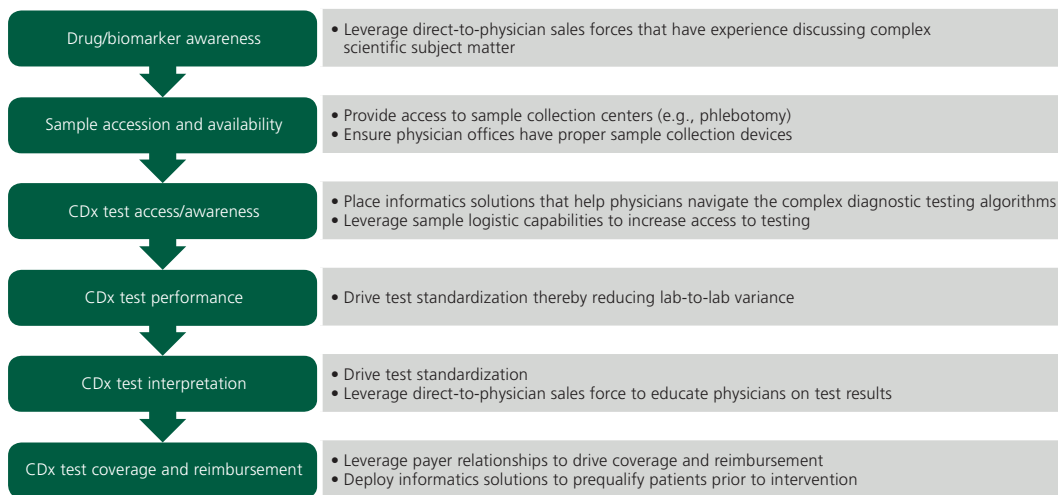 Drug/biomarker awareness
• Leverage direct-to-physician sales forces that have experience discussing complex
scientific subject matter
Sample accession and availability
• Provide access to sample collection centers (e.g., phlebotomy)
• Ensure physician offices have proper sample collection devices
CDx test access/awareness
• Place informatics solutions that help physicians navigate the complex diagnostic testing algorithms
• Leverage sample logistic capabilities to increase access to testing
CDx test performance
• Drive test standardization thereby reducing lab-to-lab variance
CDx test interpretation
• Drive test standardization
• Leverage direct-to-physician sales force to educate physicians on test results
CDx test coverage and reimbursement
• Leverage payer relationships to drive coverage and reimbursement
• Deploy informatics solutions to prequalify patients prior to intervention